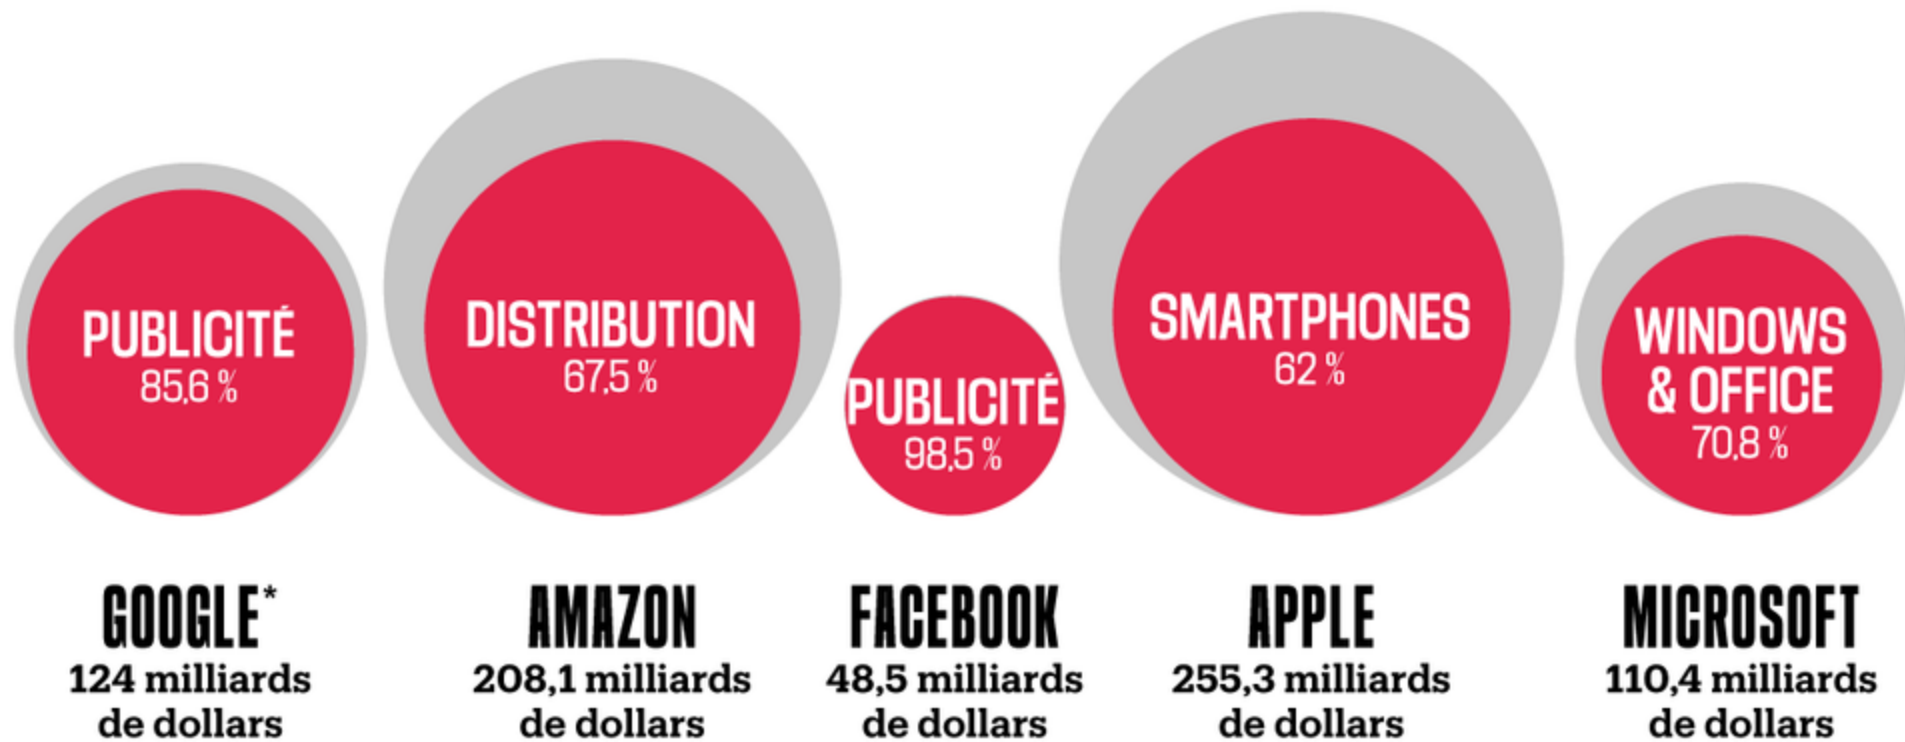 PUBLICITÉ
85,6 %
DISTRIBUTION
67,5 %
PUBLICITÉ
98,5 %
SMARTPHONES
62 %
WINDOWS
& OFFICE
70,8 %
GOOGLE*
124 milliards
de dollars
AMAZON
208,1 milliards
de dollars
FACEBOOK
48,5 milliards
de dollars
APPLE
255,3 milliards
de dollars
MICROSOFT
110,4 milliards
de dollars